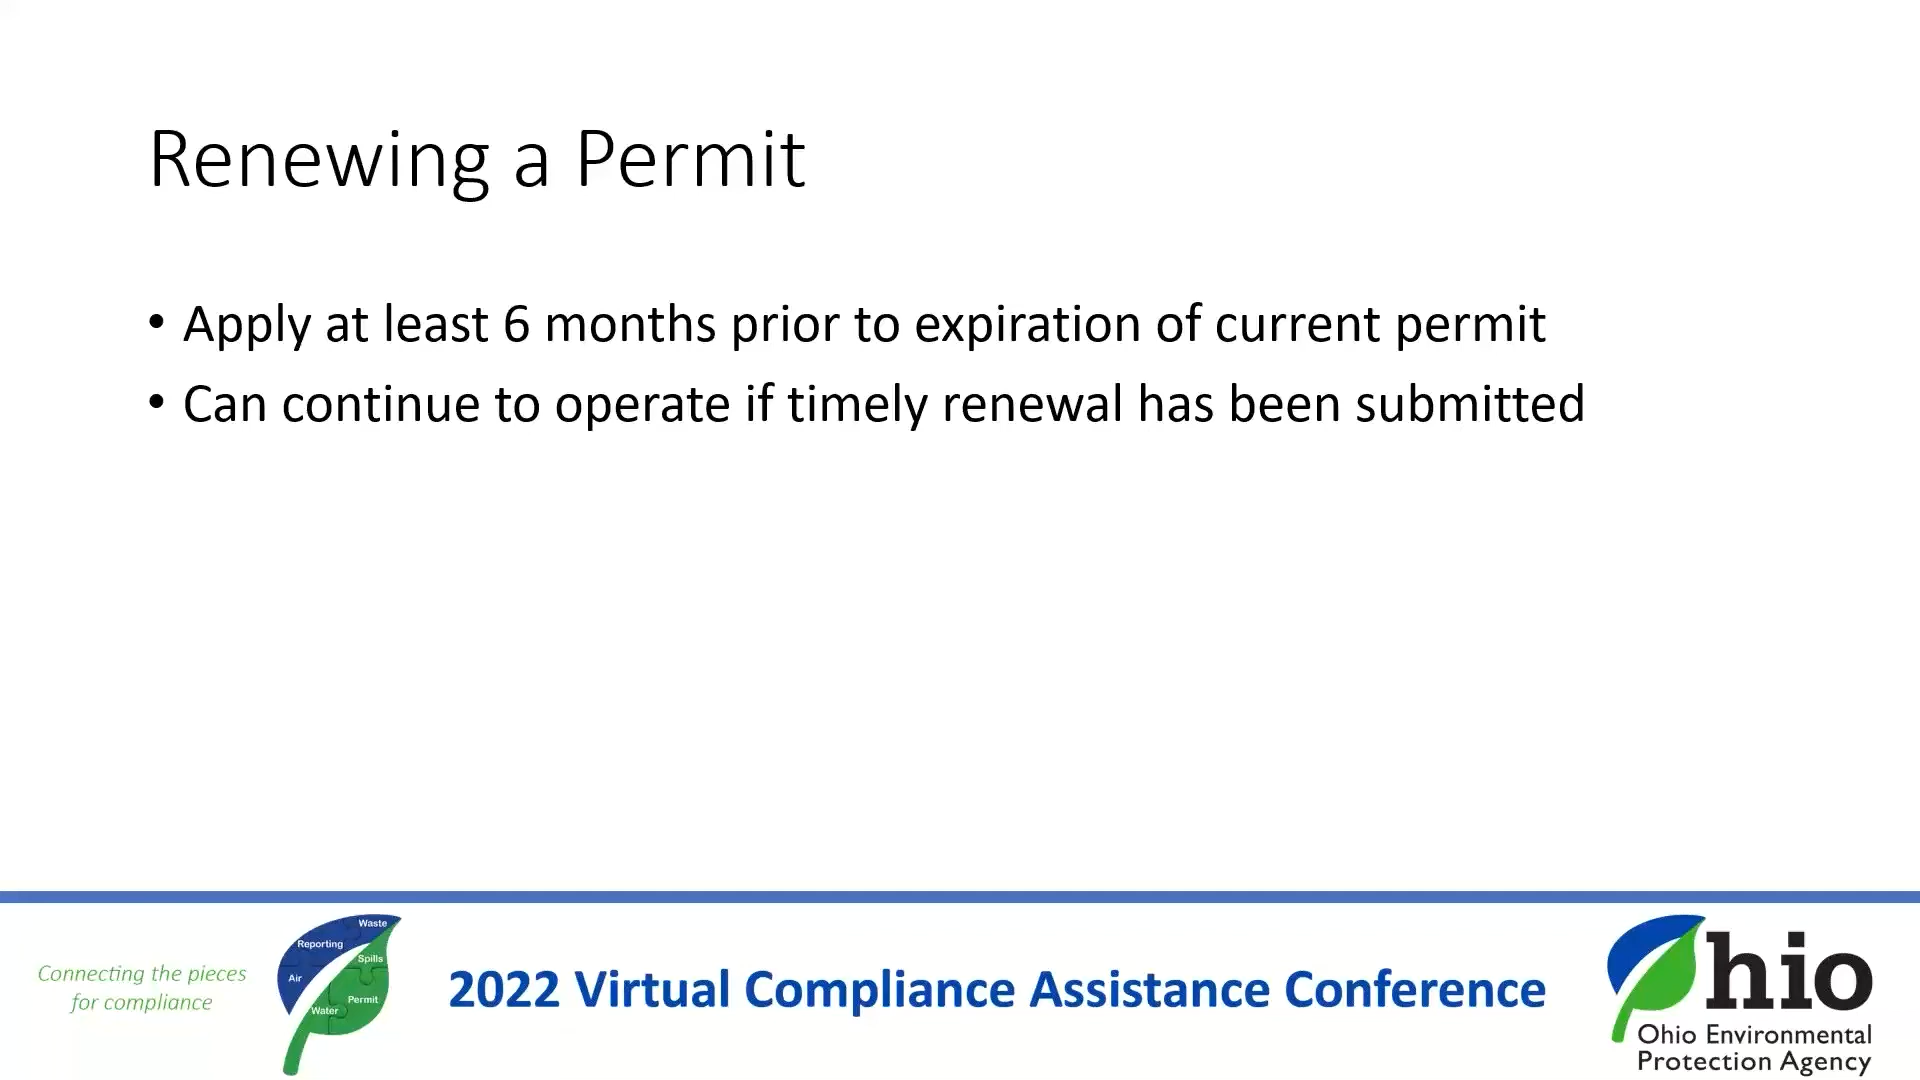 Renewing a Permit
• Apply at least 6 months prior to expiration of current permit
• Can continue to operate if timely renewal has been submitted
Connecting the pieces
for compliance
Waste
Reporting
Spills
Air
Permit
Water
2022 Virtual Compliance Assistance Conference
hio
Ohio Environmental
Protection Agency